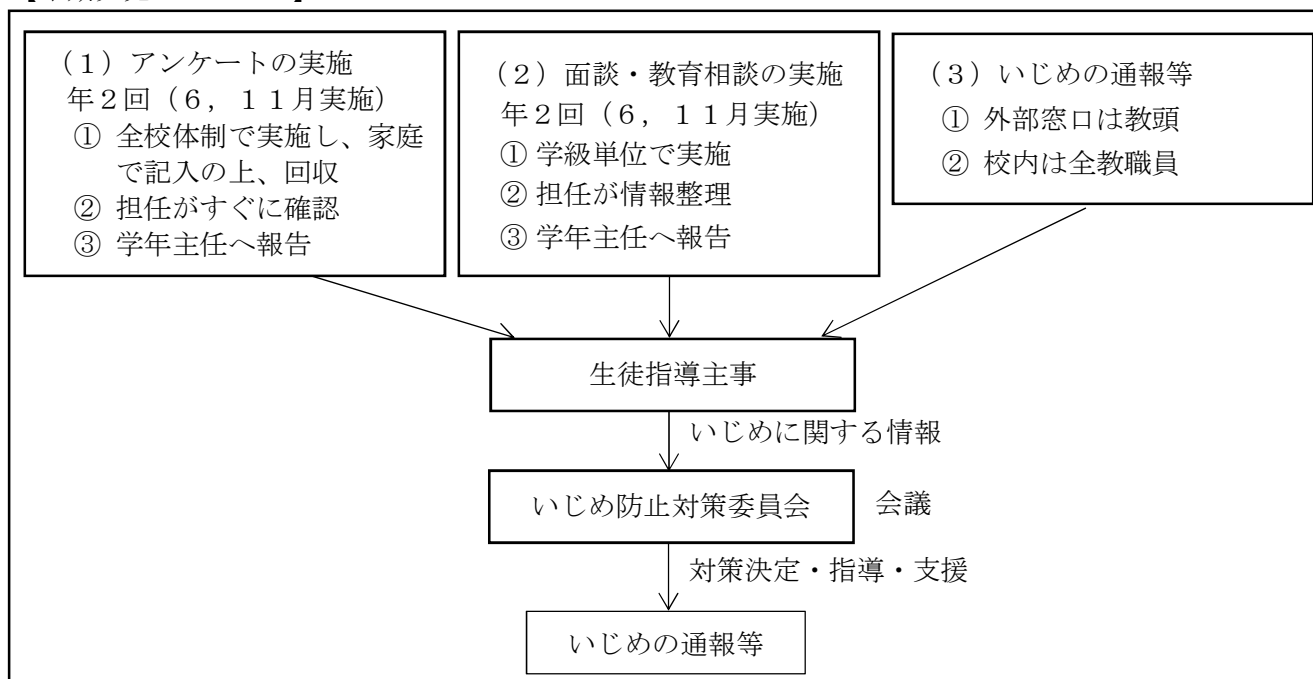 （１）アンケートの実施
年２回（６，１１月実施）
① 全校体制で実施し、家庭
で記入の上、回収
② 担任がすぐに確認
③ 学年主任へ報告
（２）面談・教育相談の実施
年２回（６，１１月実施）
① 学級単位で実施
② 担任が情報整理
③ 学年主任へ報告
（３）いじめの通報等
① 外部窓口は教頭
② 校内は全教職員
生徒指導主事
いじめに関する情報
いじめ防止対策委員会
会議
対策決定・指導・支援
いじめの通報等